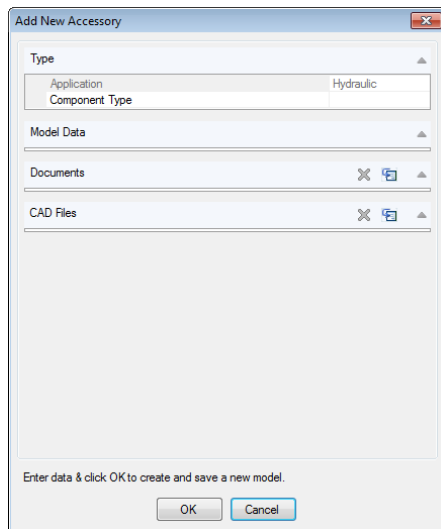 Add New Accessory
Type
Application Hydraulic
Component Type
Model Data
Documents
CAD Files
Enter data & click OK to create and save a new model.
OK Cancel